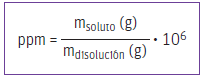 ppm = m_soluto (g) / m_disolución (g) · 10^6